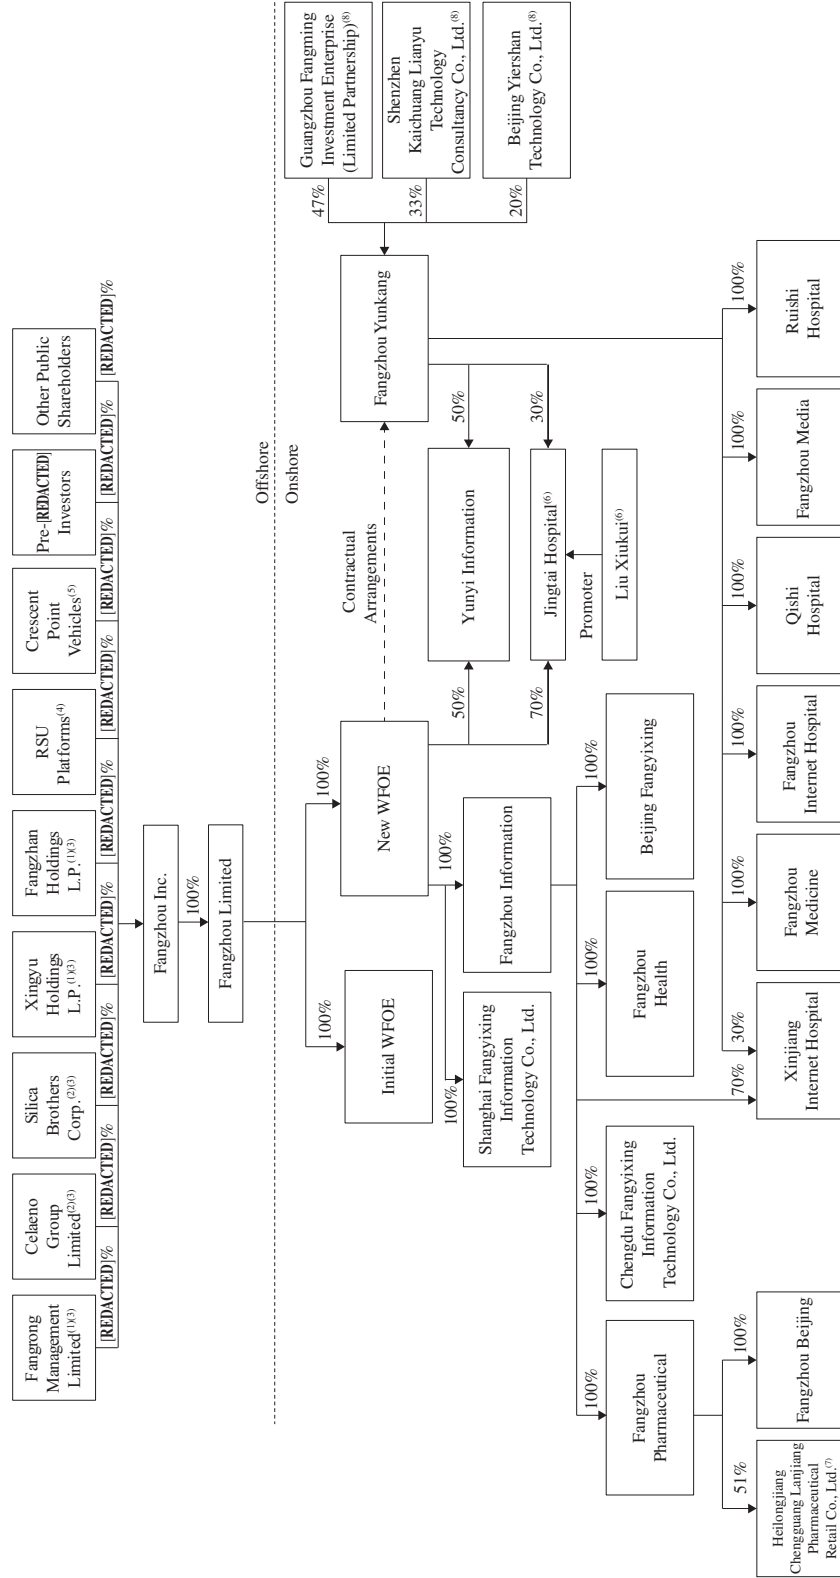 Fangrong
Management
Limited(1)(3)
Celaeno
Group
Limited(2)(3)
Silica
Brothers
Corp.(2)(3)
Xingyu
Holdings
L.P.(1)(3)
Fangzhan
Holdings
L.P.(1)(3)
RSU
Platforms(4)
Crescent
Point
Vehicles(5)
Pre-[REDACTED]
Investors
Other Public
Shareholders
[REDACTED]%
[REDACTED]%
[REDACTED]%
[REDACTED]%
[REDACTED]%
[REDACTED]%
[REDACTED]%
[REDACTED]%
[REDACTED]%
Fangzhou Inc.
100%
Fangzhou Limited
Offshore
Onshore
100%
100%
Initial WFOE
New WFOE
Contractual
Arrangements
Fangzhou Yunkang
47%
33%
20%
Guangzhou Fangming
Investment Enterprise
(Limited Partnership)(8)
Shenzhen
Kaichuang Lianyu
Technology
Consultancy Co., Ltd.(8)
Beijing Yiershan
Technology Co., Ltd.(8)
100%
100%
50%
70%
50%
30%
Shanghai Fangyixing
Information
Technology Co., Ltd.
Fangzhou Information
Yunyi Information
Jingtai Hospital(6)
Promoter
Liu Xiukui(6)
100%
100%
100%
100%
Fangzhou
Pharmaceutical
Chengdu Fangyixing
Information
Technology Co., Ltd.
Fangzhou
Health
Beijing Fangyixing
51%
100%
70%
30%
100%
100%
100%
100%
100%
Heilongjiang
Chengguang Lanjiang
Pharmaceutical
Retail Co., Ltd.(7)
Fangzhou Beijing
Xinjiang
Internet Hospital
Fangzhou
Medicine
Fangzhou
Internet Hospital
Qishi
Hospital
Fangzhou Media
Ruishi
Hospital